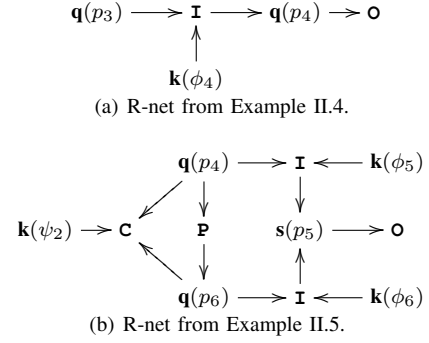 q(p₃) I q(p₄) O
k(ϕ₄)
(a) R-net from Example II.4.
q(p₄) I k(ϕ₅)
k(ψ₂) C P s(p₅) O
q(p₆) I k(ϕ₆)
(b) R-net from Example II.5.